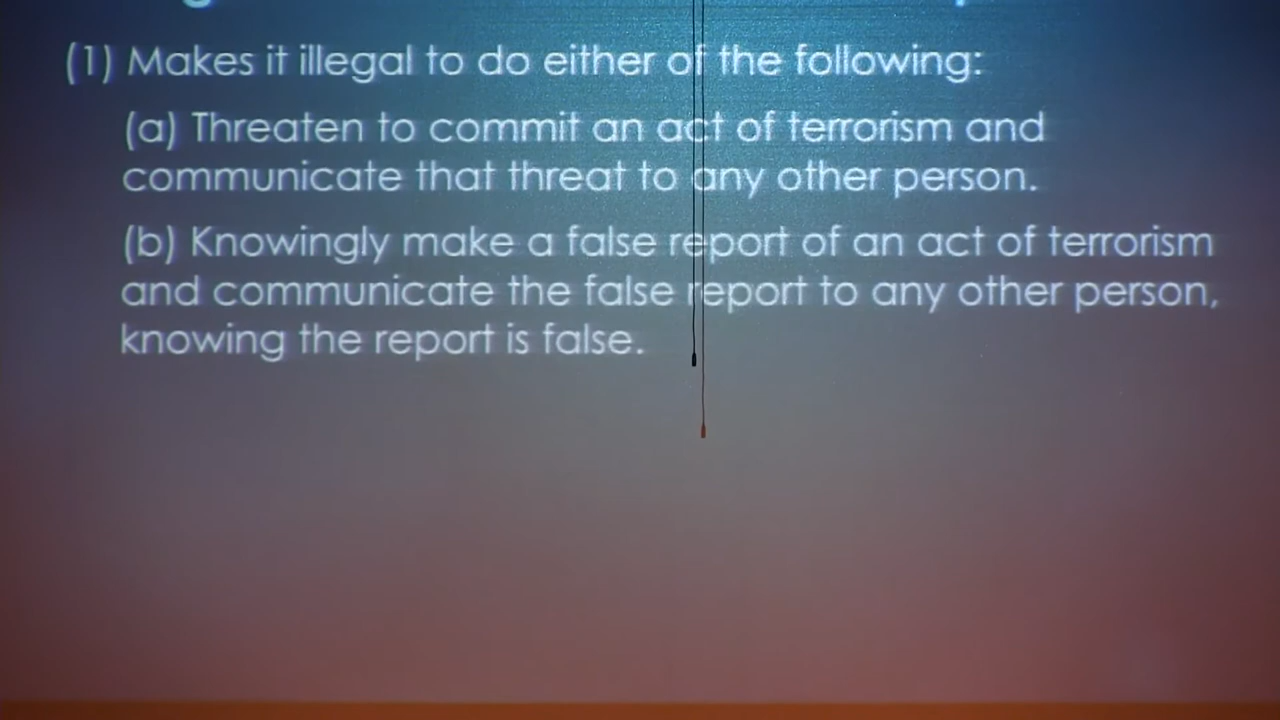 (1) Makes it illegal to do either of the following:
(a) Threaten to commit an act of terrorism and
communicate that threat to any other person.
(b) Knowingly make a false report of an act of terrorism
and communicate the false report to any other person,
knowing the report is false.